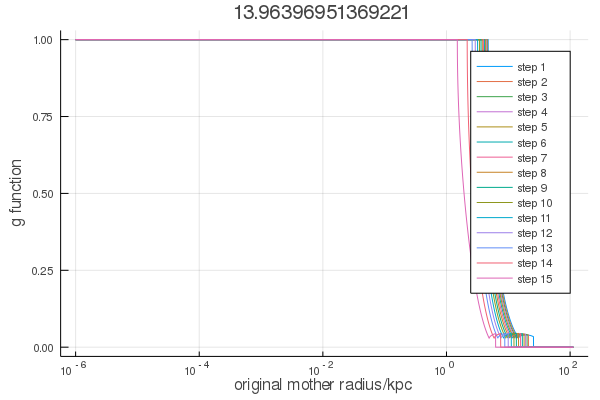 13.96396951369221
1.00
0.75
0.50
0.25
0.00
g function
step 1
step 2
step 3
step 4
step 5
step 6
step 7
step 8
step 9
step 10
step 11
step 12
step 13
step 14
step 15
10^-6 10^-4 10^-2 10^0 10^2
original mother radius/kpc